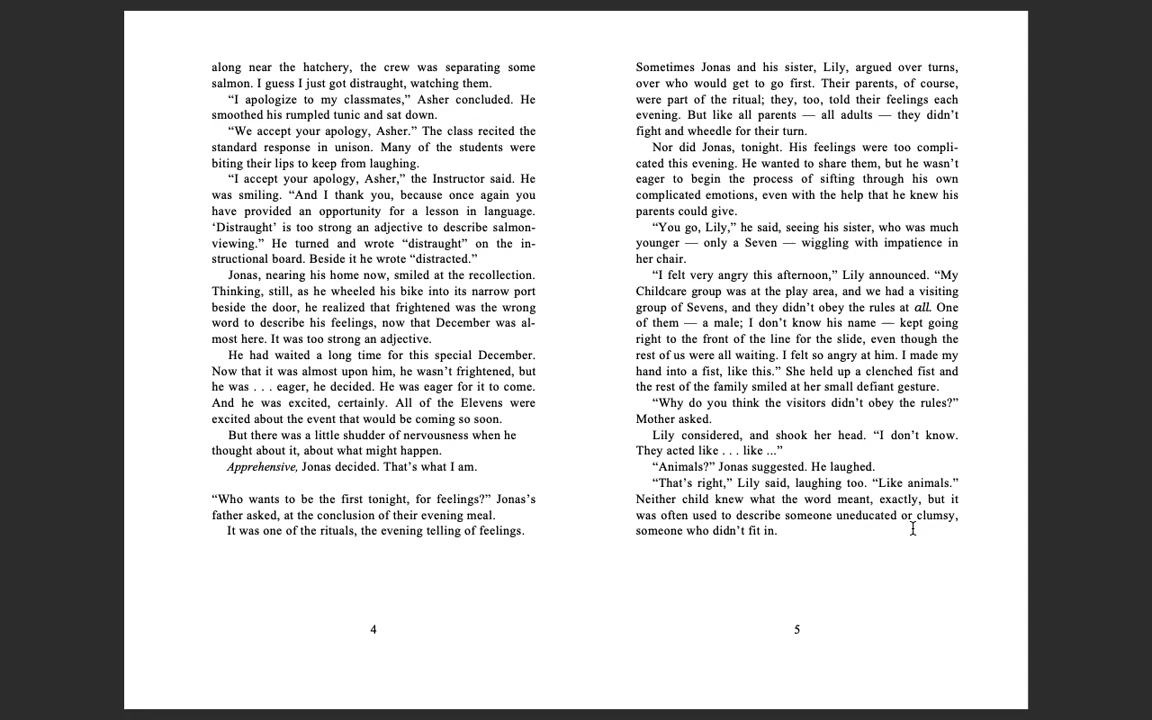 along near the hatchery, the crew was separating some
salmon. I guess I just got distraught, watching them.
“I apologize to my classmates,” Asher concluded. He
smoothed his rumpled tunic and sat down.
“We accept your apology, Asher.” The class recited the
standard response in unison. Many of the students were
biting their lips to keep from laughing.
“I accept your apology, Asher,” the Instructor said. He
was smiling. “And I thank you, because once again you
have provided an opportunity for a lesson in language.
‘Distraught’ is too strong an adjective to describe salmon-
viewing.” He turned and wrote “distraught” on the in-
structional board. Beside it he wrote “distracted.”
Jonas, nearing his home now, smiled at the recollection.
Thinking, still, as he wheeled his bike into its narrow port
beside the door, he realized that frightened was the wrong
word to describe his feelings, now that December was al-
most here. It was too strong an adjective.
He had waited a long time for this special December.
Now that it was almost upon him, he wasn’t frightened, but
he was . . . eager, he decided. He was eager for it to come.
And he was excited, certainly. All of the Elevens were
excited about the event that would be coming so soon.
But there was a little shudder of nervousness when he
thought about it, about what might happen.
Apprehensive, Jonas decided. That’s what I am.
“Who wants to be the first tonight, for feelings?” Jonas’s
father asked, at the conclusion of their evening meal.
It was one of the rituals, the evening telling of feelings.
4
Sometimes Jonas and his sister, Lily, argued over turns,
over who would get to go first. Their parents, of course,
were part of the ritual; they, too, told their feelings each
evening. But like all parents — all adults — they didn’t
fight and wheedle for their turn.
Nor did Jonas, tonight. His feelings were too compli-
cated this evening. He wanted to share them, but he wasn’t
eager to begin the process of sifting through his own
complicated emotions, even with the help that he knew his
parents could give.
“You go, Lily,” he said, seeing his sister, who was much
younger — only a Seven — wiggling with impatience in
her chair.
“I felt very angry this afternoon,” Lily announced. “My
Childcare group was at the play area, and we had a visiting
group of Sevens, and they didn’t obey the rules at all. One
of them — a male; I don’t know his name — kept going
right to the front of the line for the slide, even though the
rest of us were all waiting. I felt so angry at him. I made my
hand into a fist, like this.” She held up a clenched fist and
the rest of the family smiled at her small defiant gesture.
“Why do you think the visitors didn’t obey the rules?”
Mother asked.
Lily considered, and shook her head. “I don’t know.
They acted like . . . like ...”
“Animals?” Jonas suggested. He laughed.
“That’s right,” Lily said, laughing too. “Like animals.”
Neither child knew what the word meant, exactly, but it
was often used to describe someone uneducated or clumsy,
someone who didn’t fit in.
5